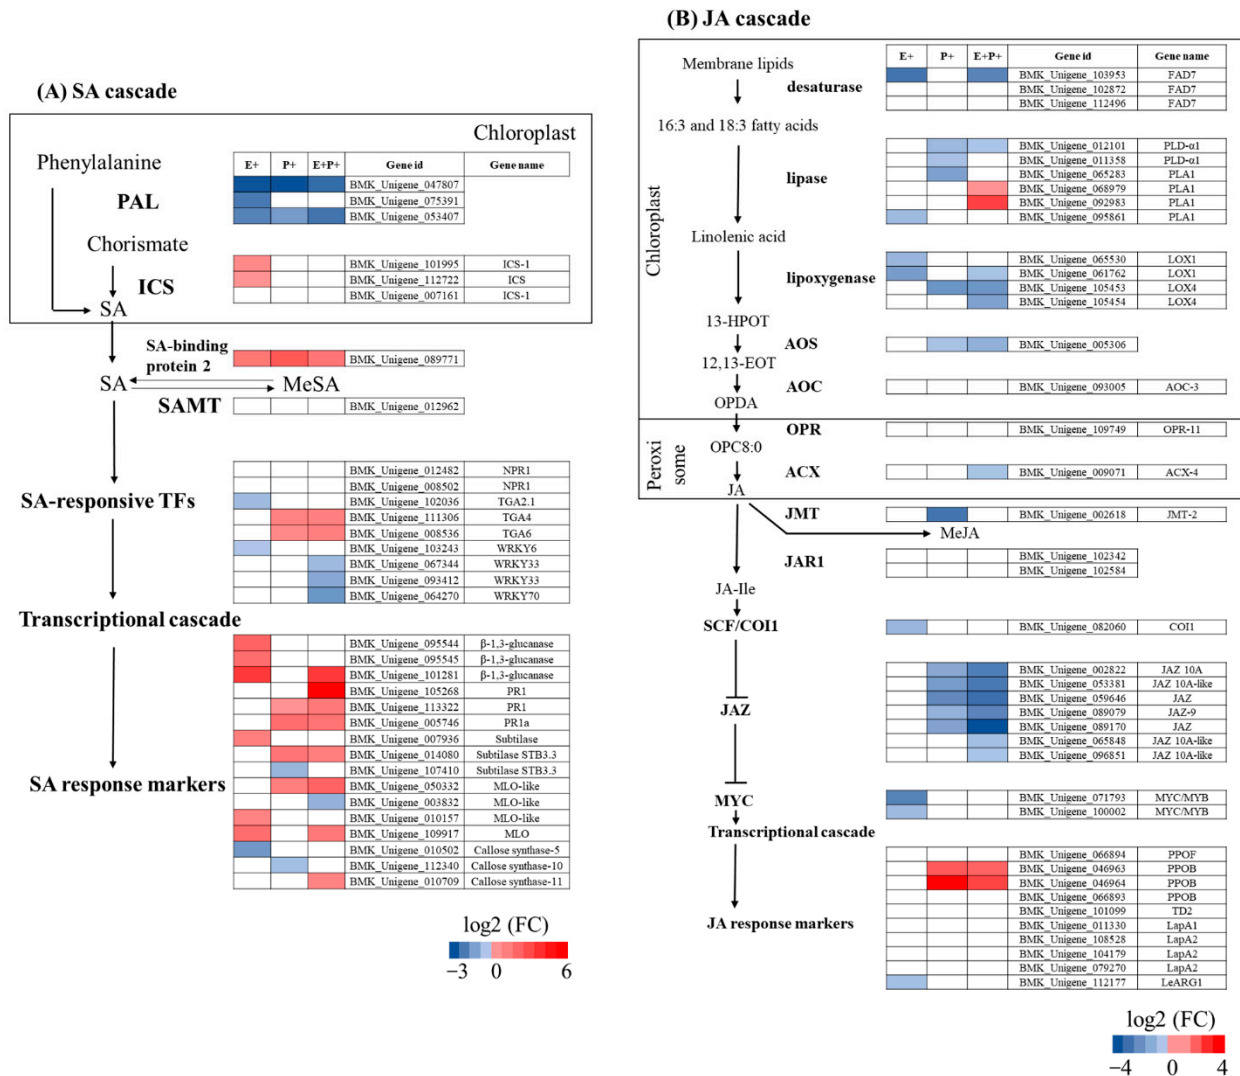 (A) SA cascade
Chloroplast
Phenylalanine
E+ P+ E+P+ Gene id Gene name
PAL
BMK_Unigene_047807
BMK_Unigene_075391
BMK_Unigene_053407
Chorismate
ICS
BMK_Unigene_101995 ICS-1
BMK_Unigene_112722 ICS
BMK_Unigene_007161 ICS-1
SA
SA-binding
protein 2
BMK_Unigene_089771
SA MeSA
SAMT
BMK_Unigene_012962
SA-responsive TFs
BMK_Unigene_012482 NPR1
BMK_Unigene_008502 NPR1
BMK_Unigene_102036 TGA2.1
BMK_Unigene_111306 TGA4
BMK_Unigene_008536 TGA6
BMK_Unigene_103243 WRKY6
BMK_Unigene_067344 WRKY33
BMK_Unigene_093412 WRKY33
BMK_Unigene_064270 WRKY70
Transcriptional cascade
BMK_Unigene_095544 β-1,3-glucanase
BMK_Unigene_095545 β-1,3-glucanase
BMK_Unigene_101281 β-1,3-glucanase
BMK_Unigene_105268 PR1
BMK_Unigene_113322 PR1
BMK_Unigene_005746 PR1a
BMK_Unigene_007936 Subtilase
BMK_Unigene_014080 Subtilase STB3.3
BMK_Unigene_107410 Subtilase STB3.3
BMK_Unigene_050332 MLO-like
BMK_Unigene_003832 MLO-like
BMK_Unigene_010157 MLO-like
BMK_Unigene_109917 MLO
BMK_Unigene_010502 Callose synthase-5
BMK_Unigene_112340 Callose synthase-10
BMK_Unigene_010709 Callose synthase-11
SA response markers
log2 (FC)
−3 0 6
(B) JA cascade
E+ P+ E+P+ Gene id Gene name
Membrane lipids
desaturase
BMK_Unigene_103953 FAD7
BMK_Unigene_102872 FAD7
BMK_Unigene_112496 FAD7
16:3 and 18:3 fatty acids
lipase
BMK_Unigene_012101 PLD-α1
BMK_Unigene_011358 PLD-α1
BMK_Unigene_065283 PLA1
BMK_Unigene_068979 PLA1
BMK_Unigene_092983 PLA1
BMK_Unigene_095861 PLA1
Chloroplast
Linolenic acid
lipoxygenase
BMK_Unigene_065530 LOX1
BMK_Unigene_061762 LOX1
BMK_Unigene_105453 LOX4
BMK_Unigene_105454 LOX4
13-HPOT
AOS
BMK_Unigene_005306
12,13-EOT
AOC
BMK_Unigene_093005 AOC-3
OPDA
OPR
BMK_Unigene_109749 OPR-11
Peroxi
some
OPC8:0
ACX
BMK_Unigene_009071 ACX-4
JA
JMT
BMK_Unigene_002618 JMT-2
MeJA
JAR1
BMK_Unigene_102342
BMK_Unigene_102584
JA-Ile
SCF/COI1
BMK_Unigene_082060 COI1
JAZ
BMK_Unigene_002822 JAZ 10A
BMK_Unigene_053381 JAZ 10A-like
BMK_Unigene_059646 JAZ
BMK_Unigene_089079 JAZ-9
BMK_Unigene_089170 JAZ
BMK_Unigene_065848 JAZ 10A-like
BMK_Unigene_096851 JAZ 10A-like
MYC
BMK_Unigene_071793 MYC/MYB
BMK_Unigene_100002 MYC/MYB
Transcriptional cascade
BMK_Unigene_066894 PPOF
BMK_Unigene_046963 PPOB
BMK_Unigene_046964 PPOB
BMK_Unigene_066893 PPOB
BMK_Unigene_101099 TD2
BMK_Unigene_011330 LapA1
BMK_Unigene_108528 LapA2
BMK_Unigene_104179 LapA2
BMK_Unigene_079270 LapA2
BMK_Unigene_112177 LeARG1
JA response markers
log2 (FC)
−4 0 4